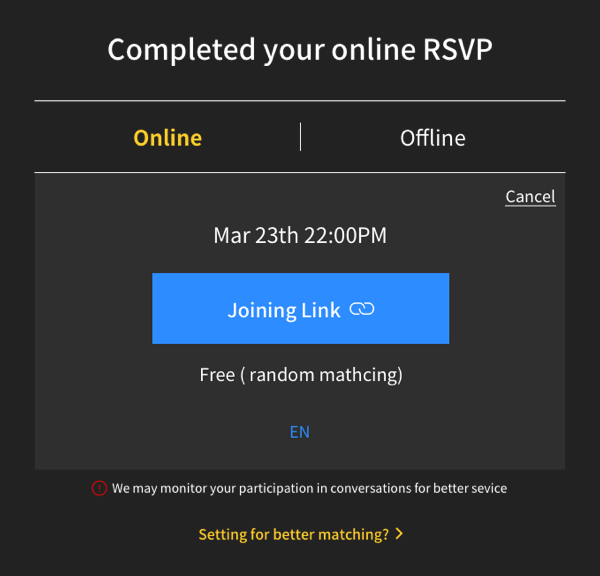 Completed your online RSVP
Online
Offline
Cancel
Mar 23th 22:00PM
Joining Link
Free ( random mathcing)
EN
We may monitor your participation in conversations for better sevice
Setting for better matching?